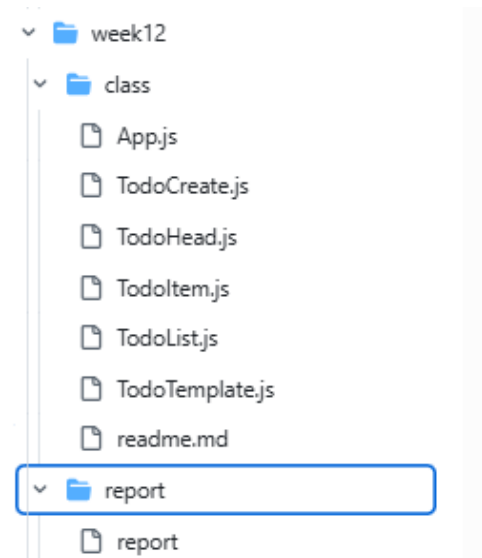 week12
class
App.js
TodoCreate.js
TodoHead.js
TodoItem.js
TodoList.js
TodoTemplate.js
readme.md
report
report